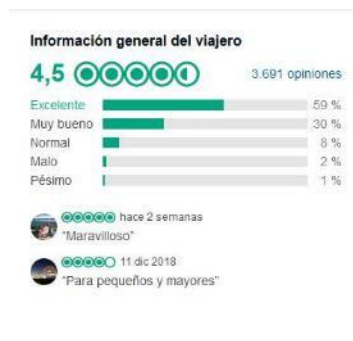 Información general del viajero
4,5 3.691 opiniones
Excelente 59 %
Muy bueno 30 %
Normal 8 %
Malo 2 %
Pésimo 1 %
hace 2 semanas
"Maravilloso"
11 dic 2018
"Para pequeños y mayores"